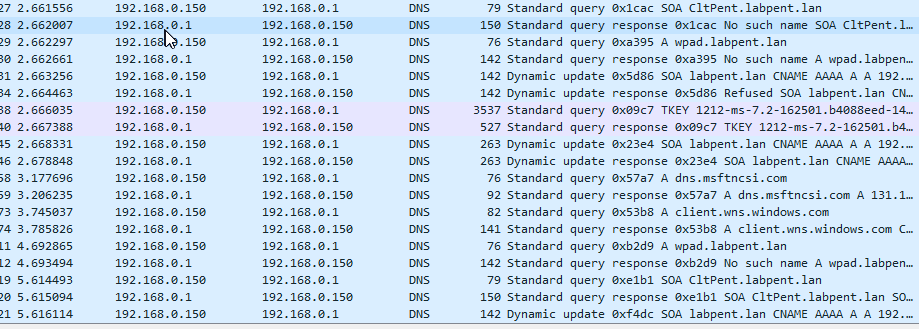 27 2.661556 192.168.0.150 192.168.0.1 DNS 79 Standard query 0x1cac SOA CltPent.labpent.lan
28 2.662007 192.168.0.1 192.168.0.150 DNS 150 Standard query response 0x1cac No such name SOA CltPent.l…
29 2.662297 192.168.0.150 192.168.0.1 DNS 76 Standard query 0xa395 A wpad.labpent.lan
30 2.662661 192.168.0.1 192.168.0.150 DNS 142 Standard query response 0xa395 No such name A wpad.labpen…
31 2.663256 192.168.0.150 192.168.0.1 DNS 142 Dynamic update 0x5d86 SOA labpent.lan CNAME AAAA A A 192.…
34 2.664463 192.168.0.1 192.168.0.150 DNS 142 Dynamic update response 0x5d86 Refused SOA labpent.lan CN…
38 2.666035 192.168.0.150 192.168.0.1 DNS 3537 Standard query 0x09c7 TKEY 1212-ms-7.2-162501.b4088eed-14…
40 2.667388 192.168.0.1 192.168.0.150 DNS 527 Standard query response 0x09c7 TKEY 1212-ms-7.2-162501.b4…
45 2.668331 192.168.0.150 192.168.0.1 DNS 263 Dynamic update 0x23e4 SOA labpent.lan CNAME AAAA A A 192.…
46 2.678848 192.168.0.1 192.168.0.150 DNS 263 Dynamic update response 0x23e4 SOA labpent.lan CNAME AAAA…
58 3.177696 192.168.0.150 192.168.0.1 DNS 76 Standard query 0x57a7 A dns.msftncsi.com
59 3.206235 192.168.0.1 192.168.0.150 DNS 92 Standard query response 0x57a7 A dns.msftncsi.com A 131.1…
73 3.745037 192.168.0.150 192.168.0.1 DNS 82 Standard query 0x53b8 A client.wns.windows.com
74 3.785826 192.168.0.1 192.168.0.150 DNS 141 Standard query response 0x53b8 A client.wns.windows.com C…
11 4.692865 192.168.0.150 192.168.0.1 DNS 76 Standard query 0xb2d9 A wpad.labpent.lan
12 4.693494 192.168.0.1 192.168.0.150 DNS 142 Standard query response 0xb2d9 No such name A wpad.labpen…
19 5.614493 192.168.0.150 192.168.0.1 DNS 79 Standard query 0xe1b1 SOA CltPent.labpent.lan
20 5.615094 192.168.0.1 192.168.0.150 DNS 150 Standard query response 0xe1b1 SOA CltPent.labpent.lan SO…
21 5.616114 192.168.0.150 192.168.0.1 DNS 142 Dynamic update 0xf4dc SOA labpent.lan CNAME AAAA A A 192.…